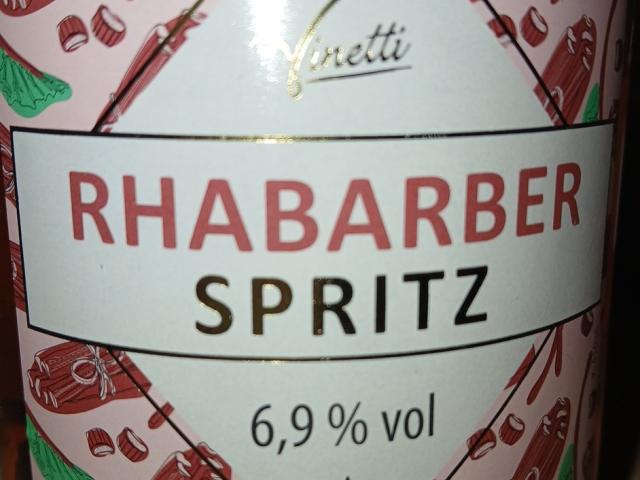 Vinetti
RHABARBER
SPRITZ
6,9 % vol